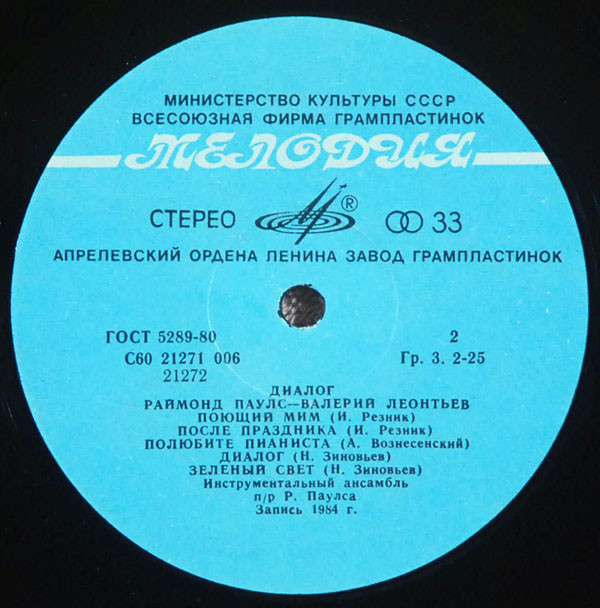 МИНИСТЕРСТВО КУЛЬТУРЫ СССР
ВСЕСОЮЗНАЯ ФИРМА ГРАМПЛАСТИНОК
МЕЛОДИЯ
СТЕРЕО ® 33
АПРЕЛЕВСКИЙ ОРДЕНА ЛЕНИНА ЗАВОД ГРАМПЛАСТИНОК
ГОСТ 5289-80 2
С60 21271 006 Гр. 3. 2-25
21272
ДИАЛОГ
РАЙМОНД ПАУЛС—ВАЛЕРИЙ ЛЕОНТЬЕВ
ПОЮЩИЙ МИМ (И. Резник)
ПОСЛЕ ПРАЗДНИКА (И. Резник)
ПОЛЮБИТЕ ПИАНИСТА (А. Вознесенский)
ДИАЛОГ (Н. Зиновьев)
ЗЕЛЕНЫЙ СВЕТ (Н. Зиновьев)
Инструментальный ансамбль
п/р Р. Паулса
Запись 1984 г.